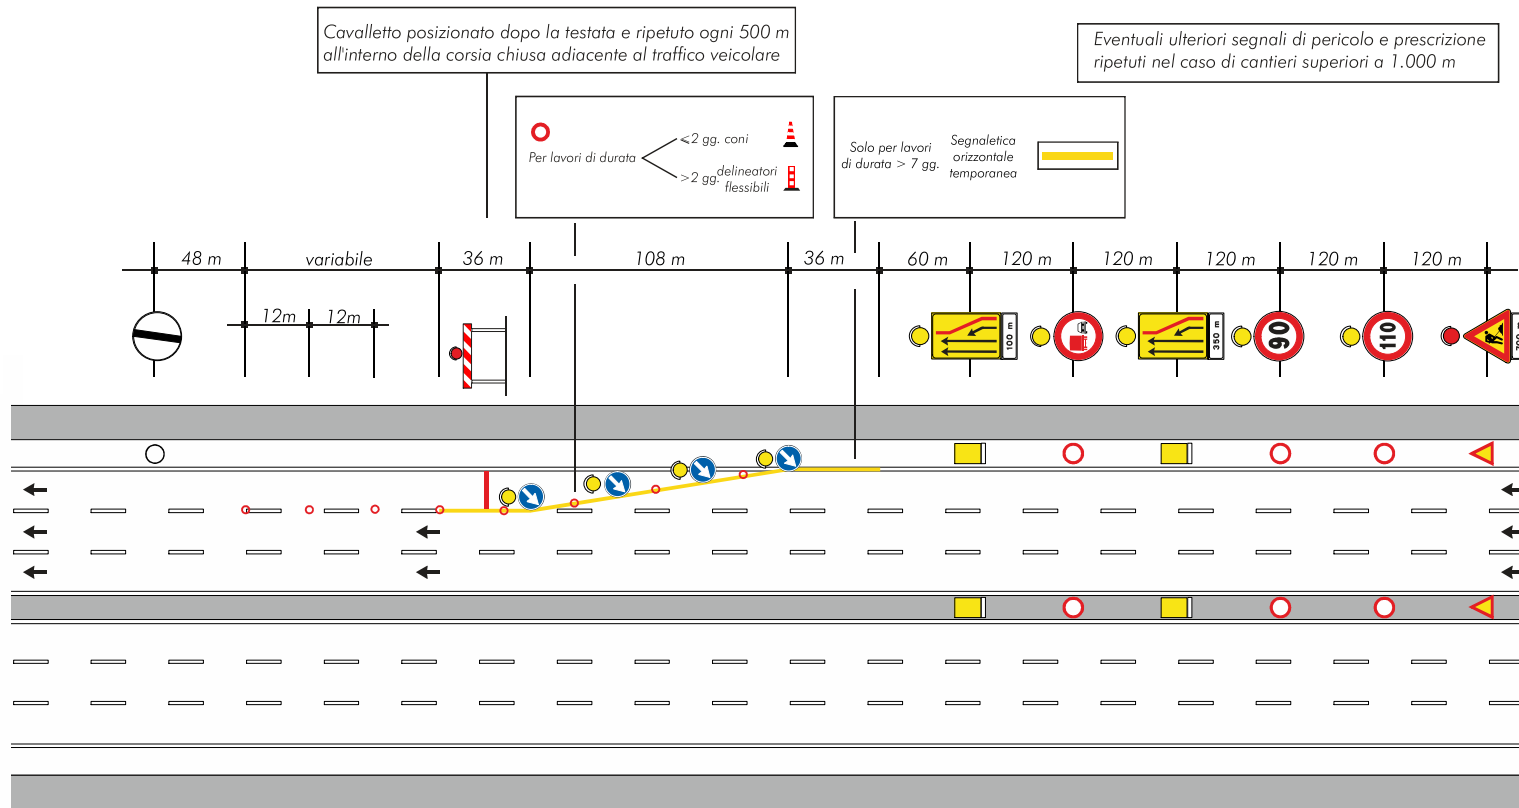 Cavalletto posizionato dopo la testata e ripetuto ogni 500 m
all'interno della corsia chiusa adiacente al traffico veicolare
Eventuali ulteriori segnali di pericolo e prescrizione
ripetuti nel caso di cantieri superiori a 1.000 m
Per lavori di durata
⩽2 gg. coni
>2 gg. delineatori
flessibili
Solo per lavori
di durata > 7 gg.
Segnaletica
orizzontale
temporanea
48 m
variabile
36 m
108 m
36 m
60 m
120 m
120 m
120 m
120 m
120 m
12m
12m
100 m
350 m
90
110